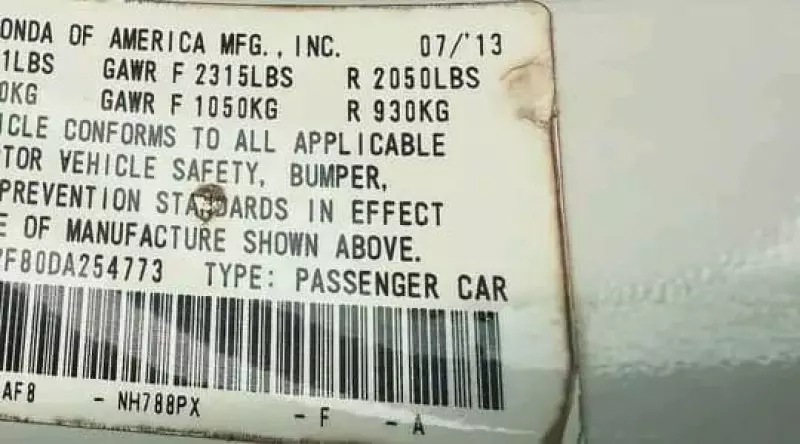 ONDA OF AMERICA MFG., INC. 07/'13
1LBS GAWR F 2315LBS R 2050LBS
0KG GAWR F 1050KG R 930KG
ICLE CONFORMS TO ALL APPLICABLE
TOR VEHICLE SAFETY, BUMPER,
PREVENTION STANDARDS IN EFFECT
E OF MANUFACTURE SHOWN ABOVE.
F80DA254773 TYPE: PASSENGER CAR
AF8 - NH788PX - F - A